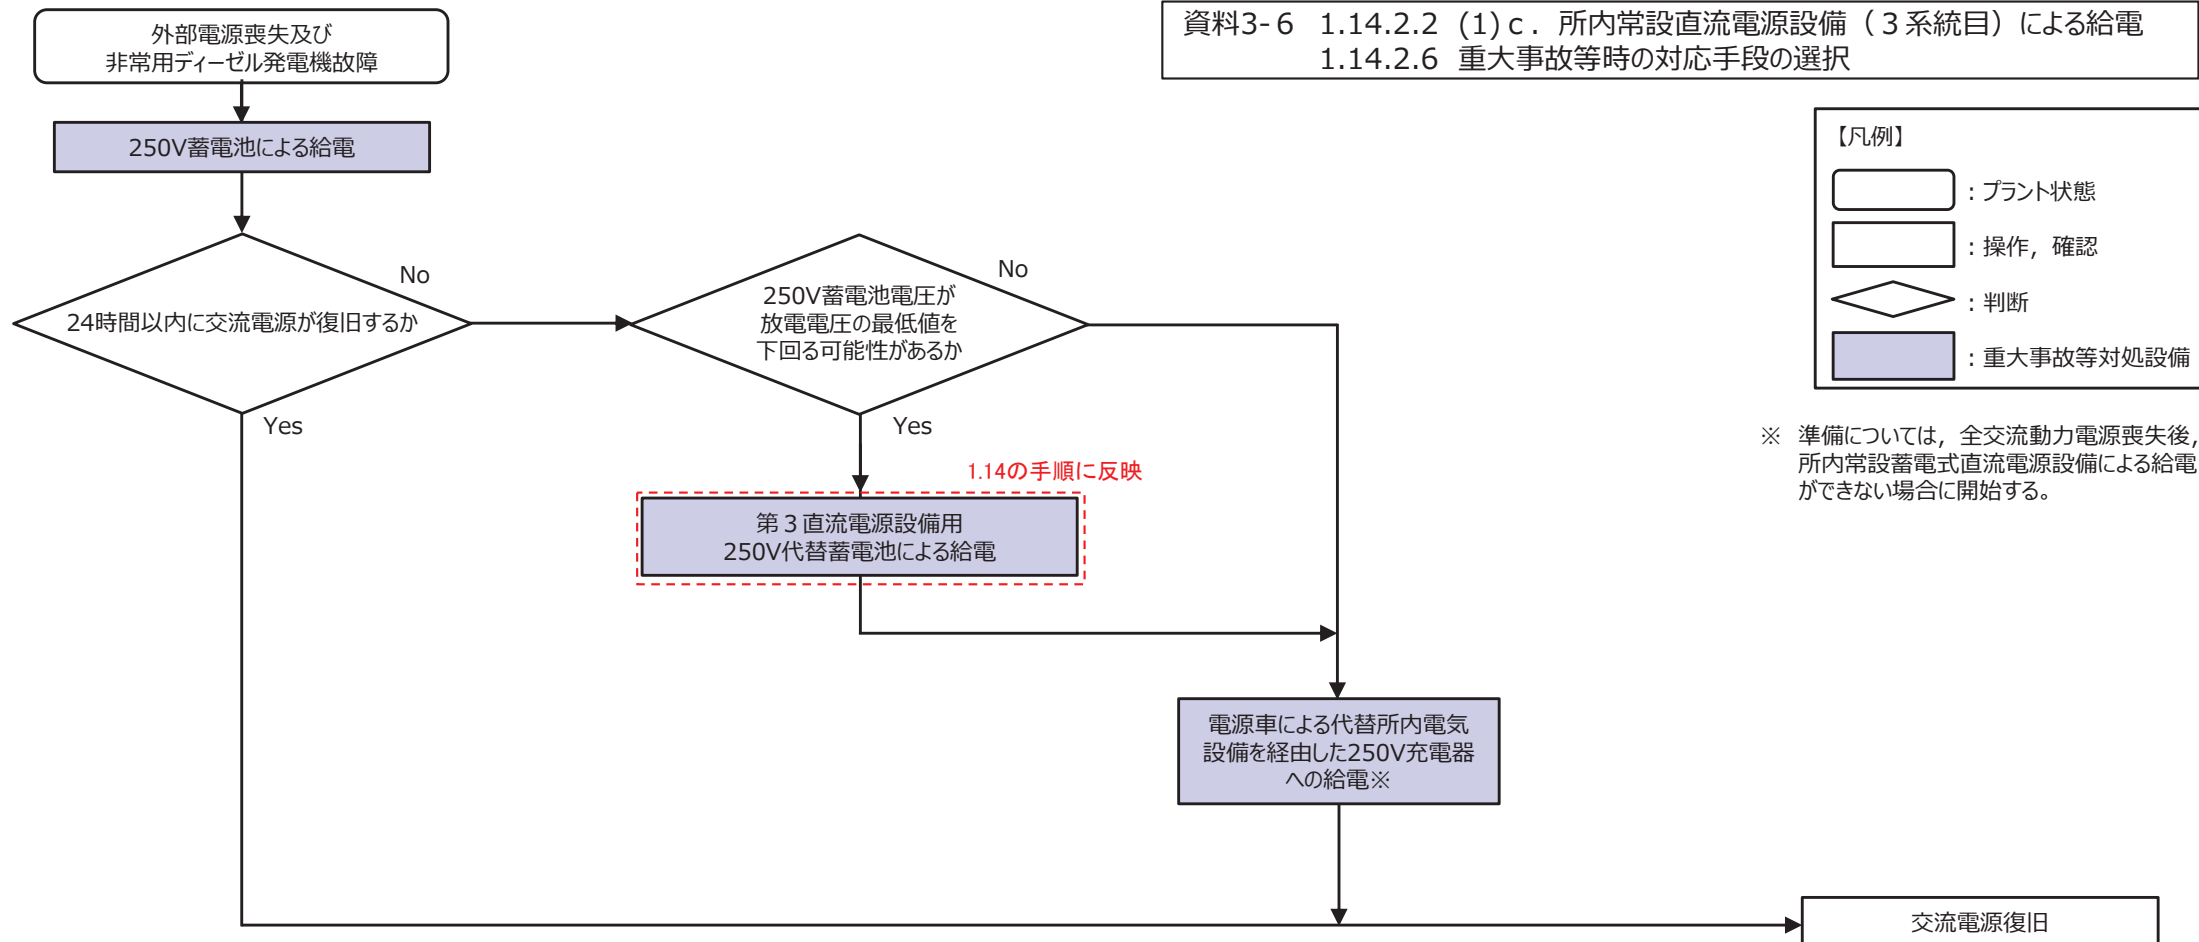 資料3-6 1.14.2.2 (1)c．所内常設直流電源設備（3系統目）による給電
1.14.2.6 重大事故等時の対応手段の選択
外部電源喪失及び
非常用ディーゼル発電機故障
250V蓄電池による給電
24時間以内に交流電源が復旧するか
No
Yes
250V蓄電池電圧が
放電電圧の最低値を
下回る可能性があるか
No
Yes
1.14の手順に反映
第３直流電源設備用
250V代替蓄電池による給電
電源車による代替所内電気
設備を経由した250V充電器
への給電※
交流電源復旧
【凡例】
：プラント状態
：操作，確認
：判断
：重大事故等対処設備
※ 準備については，全交流動力電源喪失後，
所内常設蓄電式直流電源設備による給電
ができない場合に開始する。